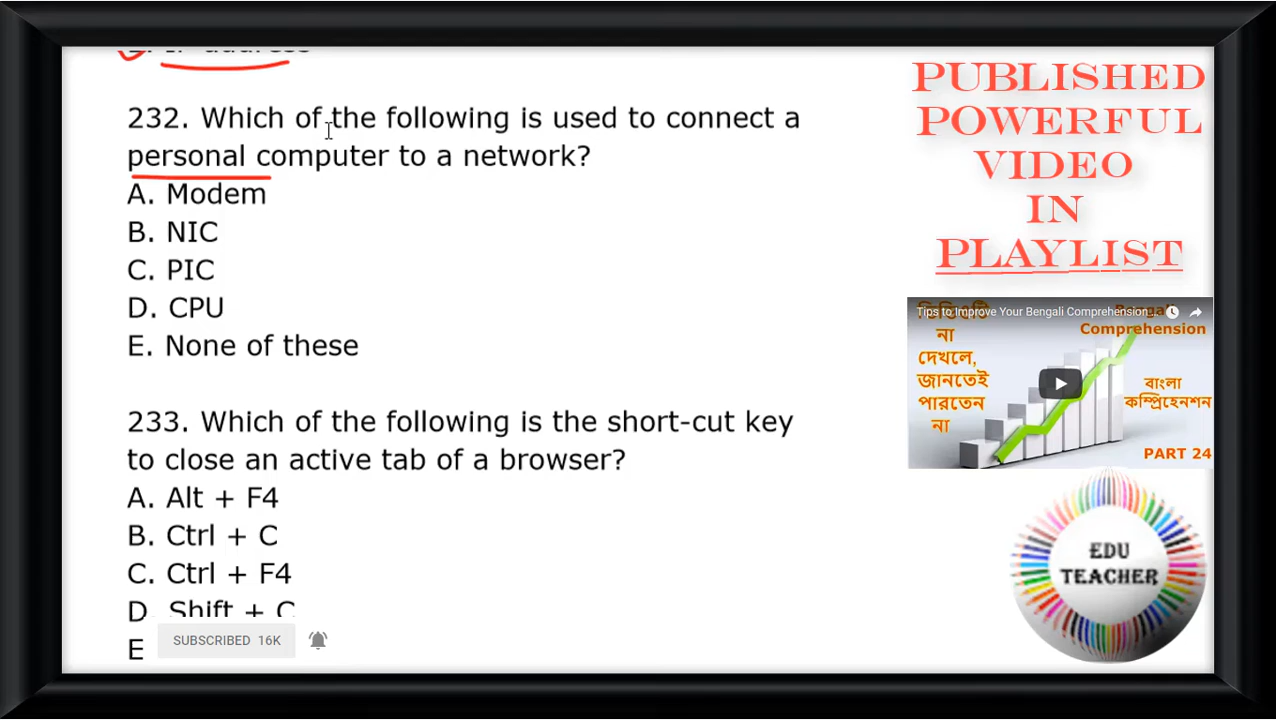 232. Which of the following is used to connect a
personal computer to a network?
A. Modem
B. NIC
C. PIC
D. CPU
E. None of these
233. Which of the following is the short-cut key
to close an active tab of a browser?
A. Alt + F4
B. Ctrl + C
C. Ctrl + F4
D. Shift + C
E
SUBSCRIBED 16K
PUBLISHED
POWERFUL
VIDEO
IN
PLAYLIST
Tips to Improve Your Bengali Comprehension...
Comprehension
না
দেখলে,
জানতেই
পারতেন
না
বাংলা
কম্প্রিহেনশন
PART 24
EDU
TEACHER